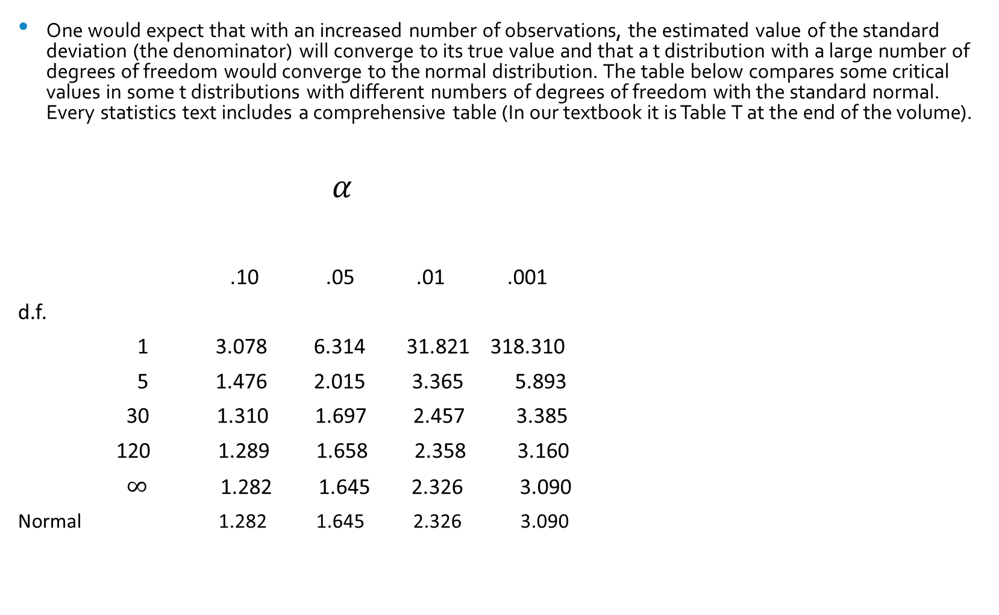 • One would expect that with an increased number of observations, the estimated value of the standard
deviation (the denominator) will converge to its true value and that a t distribution with a large number of
degrees of freedom would converge to the normal distribution. The table below compares some critical
values in some t distributions with different numbers of degrees of freedom with the standard normal.
Every statistics text includes a comprehensive table (In our textbook it is Table T at the end of the volume).
α
.10 .05 .01 .001
d.f.
1 3.078 6.314 31.821 318.310
5 1.476 2.015 3.365 5.893
30 1.310 1.697 2.457 3.385
120 1.289 1.658 2.358 3.160
∞ 1.282 1.645 2.326 3.090
Normal 1.282 1.645 2.326 3.090